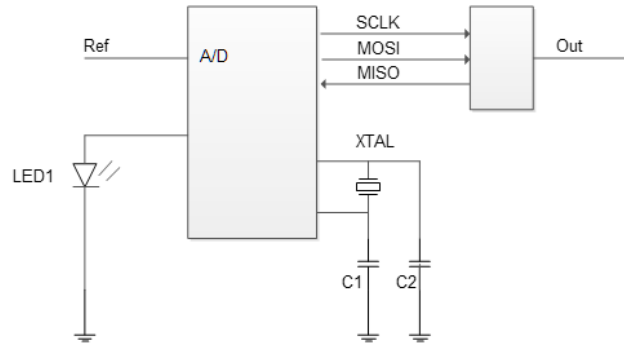 SCLK
Ref
MOSI
Out
A/D
MISO
XTAL
LED1
C1
C2